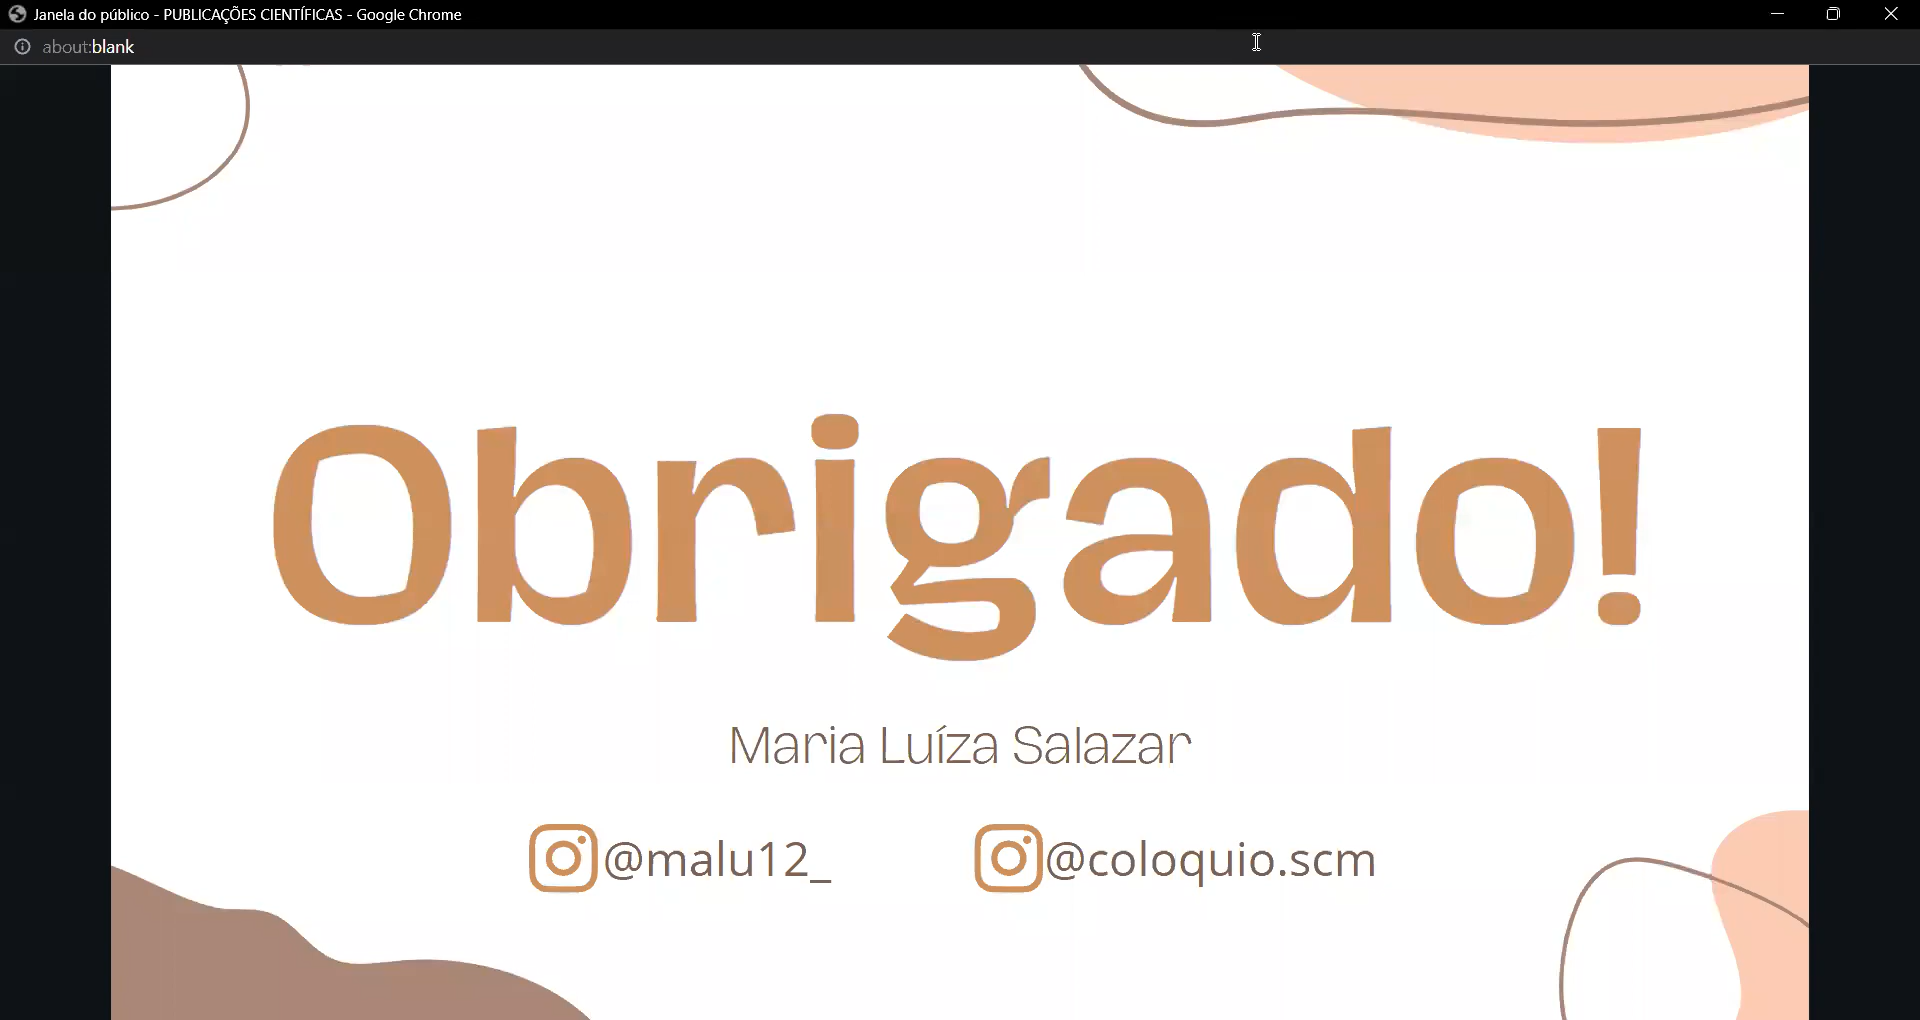 Janela do público - PUBLICAÇÕES CIENTÍFICAS - Google Chrome
about:blank
Obrigado!
Maria Luíza Salazar
@malu12_ @coloquio.scm